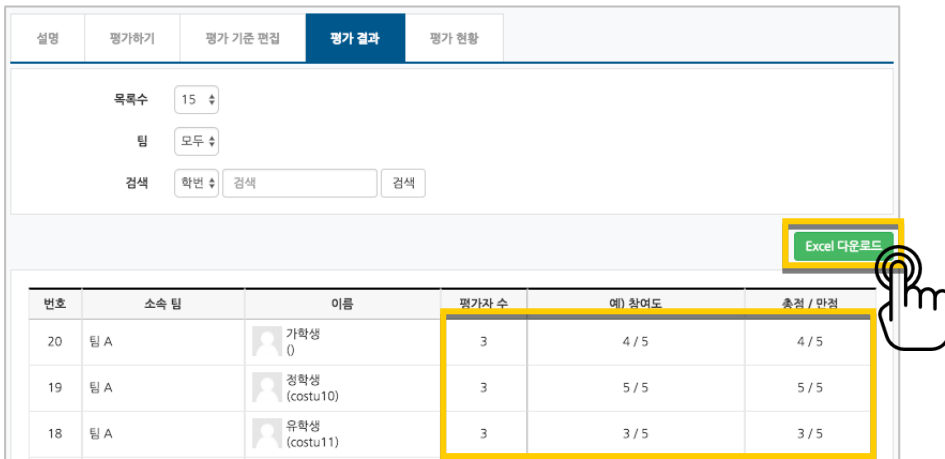 설명 평가하기 평가 기준 편집 평가 결과 평가 현황
목록수 15
팀 모두
검색 학번 검색 검색
Excel 다운로드
번호 소속 팀 이름 평가자 수 예) 참여도 총점 / 만점
20 팀 A 가학생 3 4 / 5 4 / 5
()
19 팀 A 정학생 3 5 / 5 5 / 5
(costu10)
18 팀 A 유학생 3 3 / 5 3 / 5
(costu11)